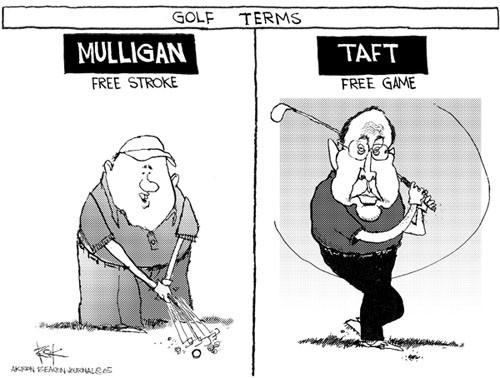 GOLF TERMS
MULLIGAN
FREE STROKE
TAFT
FREE GAME
AKRON BEACON JOURNAL©05